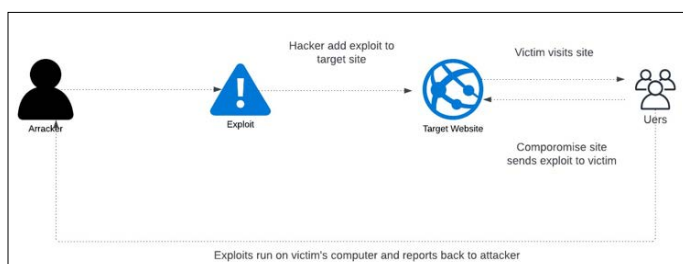 Hacker add exploit to
target site
Victim visits site
Arracker
Exploit
Target Website
Uers
Comporomise site
sends exploit to victim
Exploits run on victim's computer and reports back to attacker